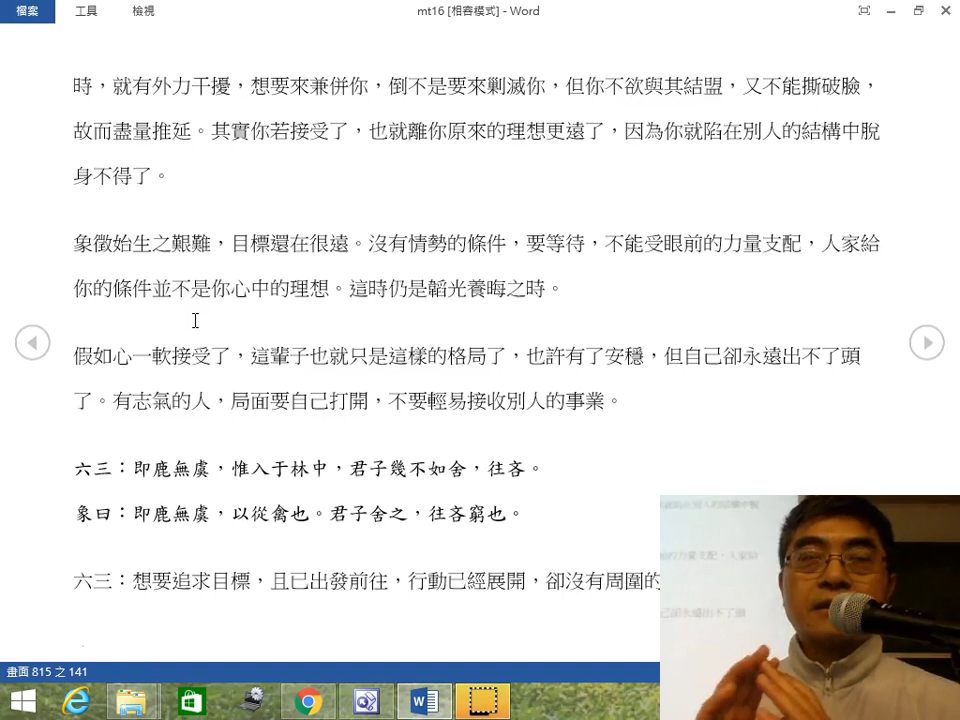 檔案 工具 檢視 mt16 [相容模式] - Word
時，就有外力干擾，想要來兼併你，倒不是要來剿滅你，但你不欲與其結盟，又不能撕破臉，
故而盡量推延。其實你若接受了，也就離你原來的理想更遠了，因為你就陷在別人的結構中脫
身不得了。
象徵始生之艱難，目標還在很遠。沒有情勢的條件，要等待，不能受眼前的力量支配，人家給
你的條件並不是你心中的理想。這時仍是韜光養晦之時。
假如心一軟接受了，這輩子也就只是這樣的格局了，也許有了安穩，但自己卻永遠出不了頭
了。有志氣的人，局面要自己打開，不要輕易接收別人的事業。
六三：即鹿無虞，惟入于林中，君子幾不如舍，往吝。
象曰：即鹿無虞，以從禽也。君子舍之，往吝窮也。
六三：想要追求目標，且已出發前往，行動已經展開，卻沒有周圍的
畫面 815 之 141